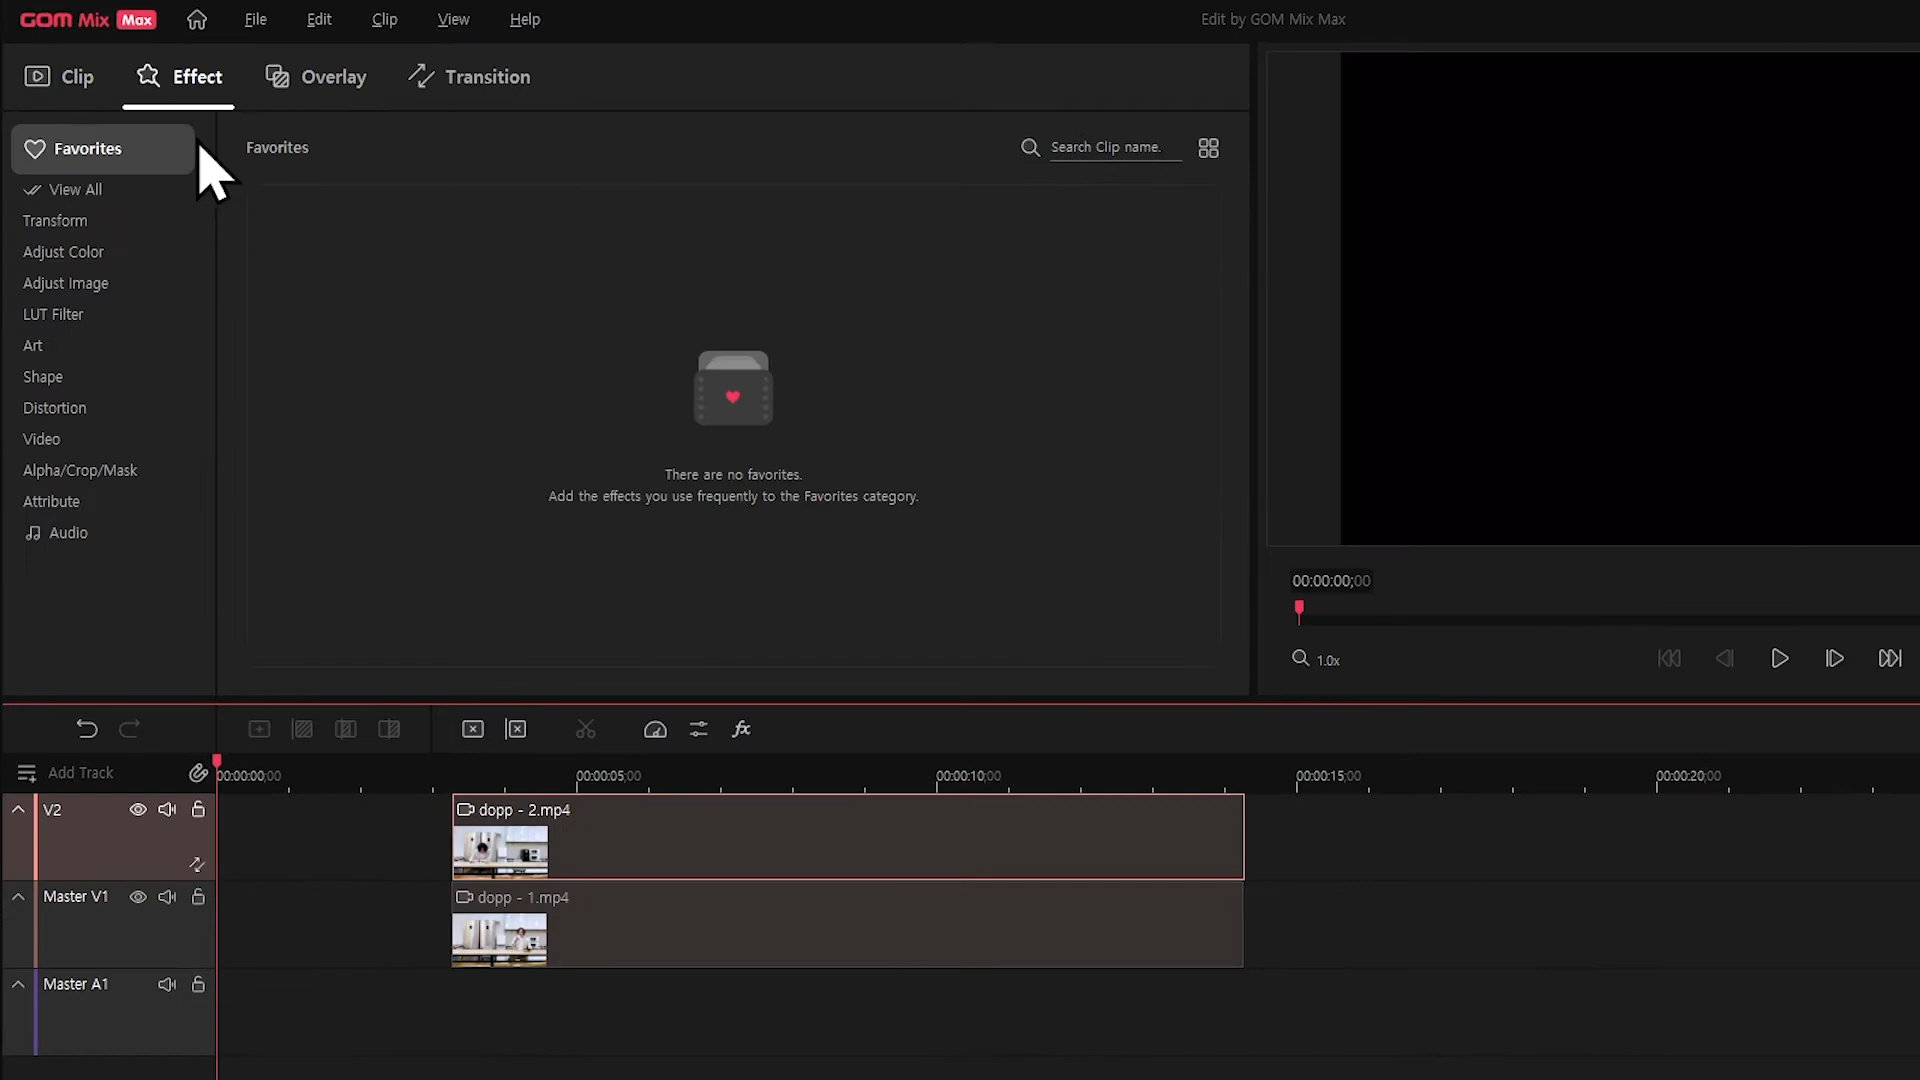 GOM Mix Max
File
Edit
Clip
View
Help
Edit by GOM Mix Max
Clip
Effect
Overlay
Transition
Favorites
Favorites
Search Clip name.
View All
Transform
Adjust Color
Adjust Image
LUT Filter
Art
Shape
Distortion
Video
Alpha/Crop/Mask
Attribute
Audio
There are no favorites.
Add the effects you use frequently to the Favorites category.
00:00:00;00
1.0x
fx
Add Track
00:00:00;00
00:00:05;00
00:00:10;00
00:00:15;00
00:00:20;00
V2
dopp - 2.mp4
Master V1
dopp - 1.mp4
Master A1